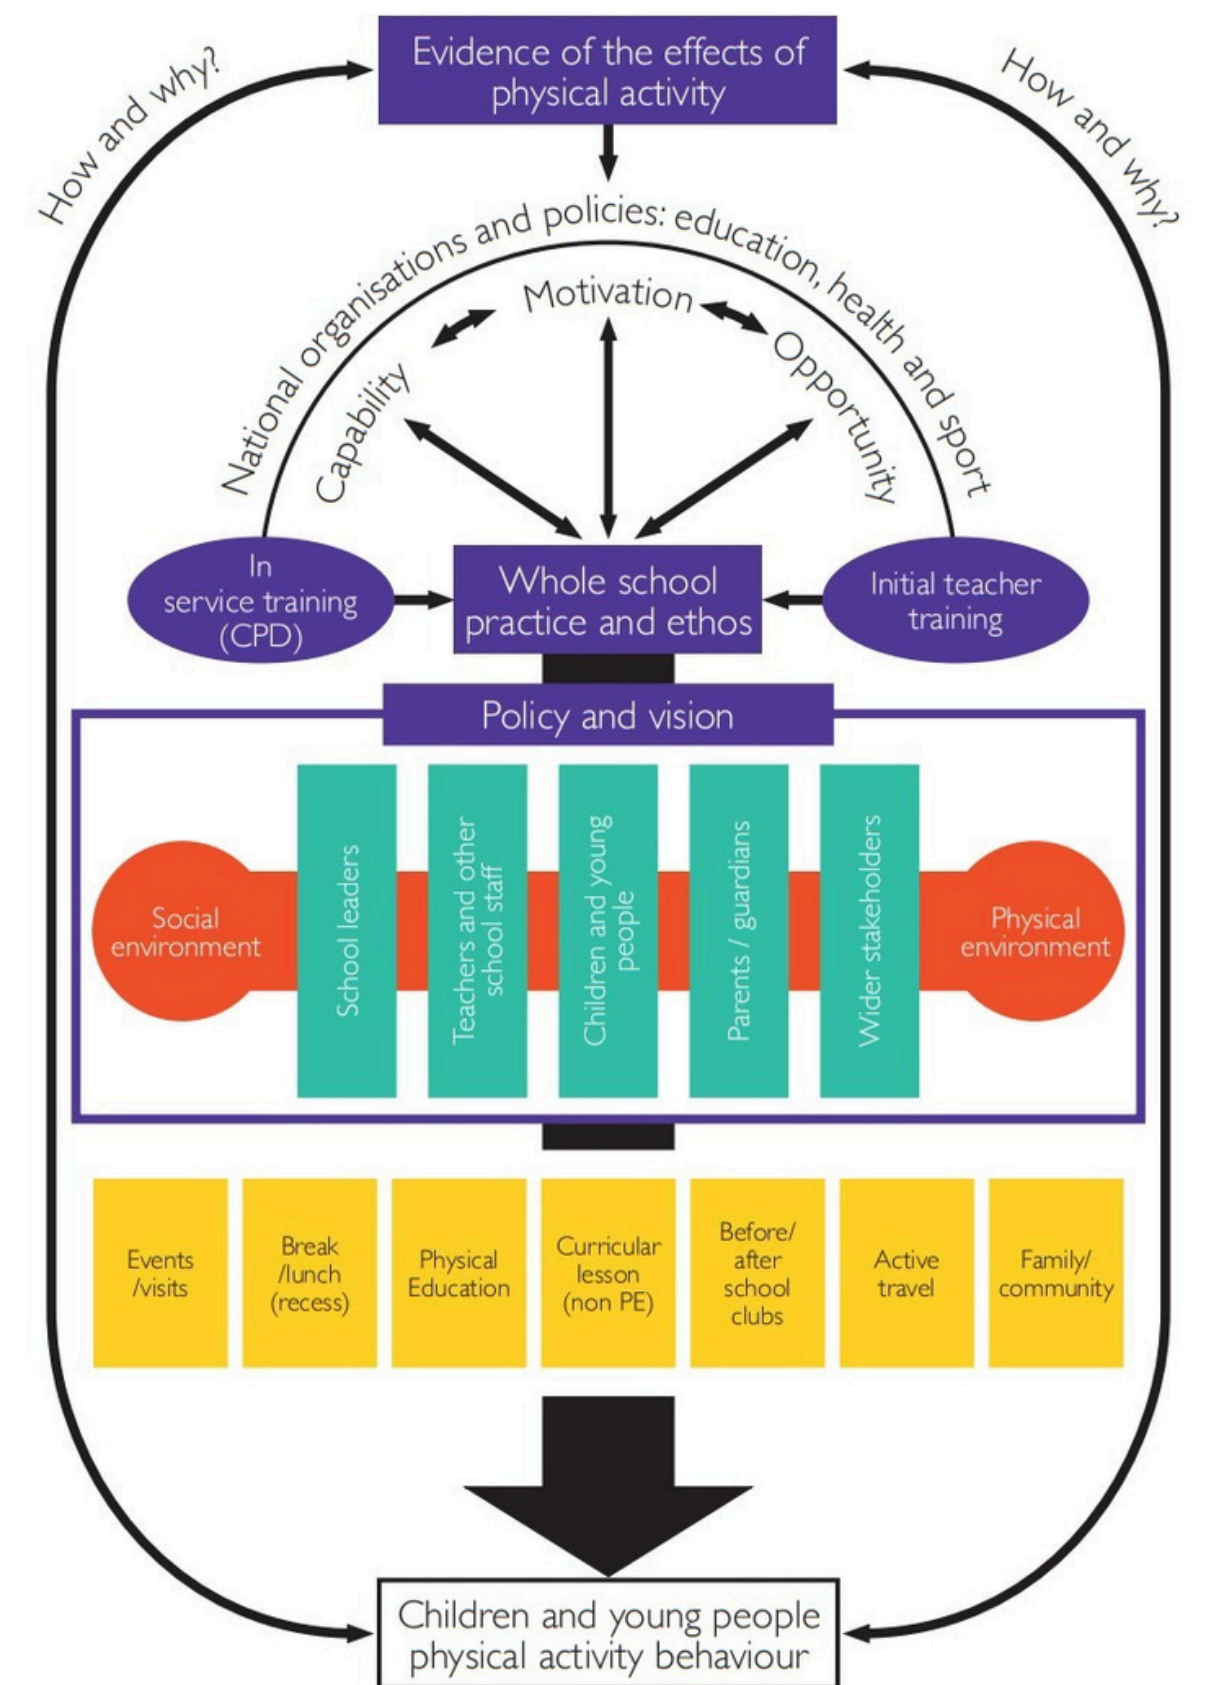 Evidence of the effects of
physical activity
How and why?
How and why?
National organisations and policies: education, health and sport
Motivation
Capability
Opportunity
In
service training
(CPD)
Whole school
practice and ethos
Initial teacher
training
Policy and vision
Social
environment
School leaders
Teachers and other
school staff
Children and young
people
Parents / guardians
Wider stakeholders
Physical
environment
Events
/visits
Break
/lunch
(recess)
Physical
Education
Curricular
lesson
(non PE)
Before/
after
school
clubs
Active
travel
Family/
community
Children and young people
physical activity behaviour